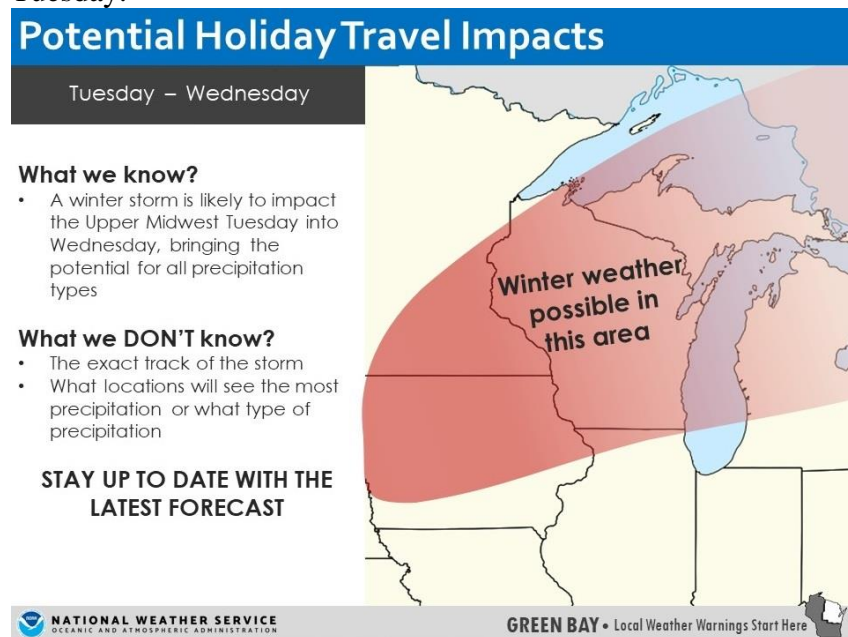 Tuesday.
Potential Holiday Travel Impacts
Tuesday – Wednesday
What we know?
• A winter storm is likely to impact
the Upper Midwest Tuesday into
Wednesday, bringing the
potential for all precipitation
types
What we DON'T know?
• The exact track of the storm
• What locations will see the most
precipitation or what type of
precipitation
STAY UP TO DATE WITH THE
LATEST FORECAST
Winter weather
possible in
this area
NATIONAL WEATHER SERVICE
OCEANIC AND ATMOSPHERIC ADMINISTRATION
GREEN BAY • Local Weather Warnings Start Here